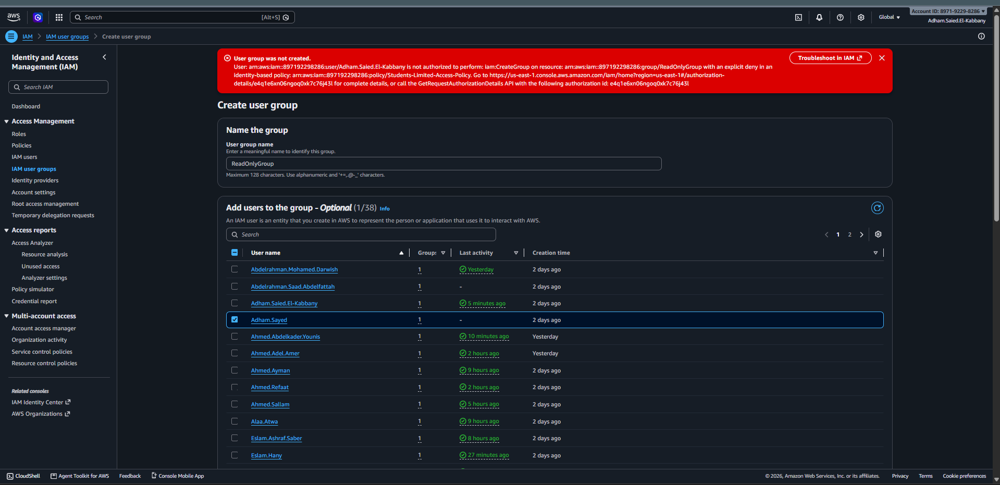 aws
Search [Alt+S]
Global
Account ID: 8971-9229-8286
Adham.Saied.El-Kabbany
IAM > IAM user groups > Create user group
Identity and Access Management (IAM)
Search IAM
Dashboard
Access Management
Roles
Policies
IAM users
IAM user groups
Identity providers
Account settings
Root access management
Temporary delegation requests
Access reports
Access Analyzer
Resource analysis
Unused access
Analyzer settings
Policy simulator
Credential report
Multi-account access
Account access manager
Organization activity
Service control policies
Resource control policies
Related consoles
IAM Identity Center
AWS Organizations
User group was not created.
User: arn:aws:iam::897192298286:user/Adham.Saied.El-Kabbany is not authorized to perform: iam:CreateGroup on resource: arn:aws:iam::897192298286:group/ReadOnlyGroup with an explicit deny in an
identity-based policy: arn:aws:iam::897192298286:policy/Students-Limited-Access-Policy. Go to https://us-east-1.console.aws.amazon.com/iam/home?region=us-east-1#/authorization-
details/e4q1e6xn06ngoq0xk7c76j43l for complete details, or call the GetRequestAuthorizationDetails API with the following authorization id: e4q1e6xn06ngoq0xk7c76j43l
Troubleshoot in IAM
Create user group
Name the group
User group name
Enter a meaningful name to identify this group.
ReadOnlyGroup
Maximum 128 characters. Use alphanumeric and '+=,.@-_' characters.
Add users to the group - Optional (1/38) Info
An IAM user is an entity that you create in AWS to represent the person or application that uses it to interact with AWS.
Search
1 2
User name Groups Last activity Creation time
Abdelrahman.Mohamed.Darwish 1 Yesterday 2 days ago
Abdelrahman.Saad.Abdelfattah 1 - 2 days ago
Adham.Saied.El-Kabbany 1 5 minutes ago 2 days ago
Adham.Sayed 1 - 2 days ago
Ahmed.Abdelkader.Younis 1 10 minutes ago Yesterday
Ahmed.Adel.Amer 1 2 hours ago Yesterday
Ahmed.Ayman 1 9 hours ago 2 days ago
Ahmed.Refaat 1 2 hours ago 2 days ago
Ahmed.Sallam 1 5 hours ago 2 days ago
Alaa.Atwa 1 9 hours ago 2 days ago
Eslam.Ashraf.Saber 1 8 hours ago 2 days ago
Eslam.Hany 1 27 minutes ago 2 days ago
CloudShell Agent Toolkit for AWS Feedback Console Mobile App
© 2026, Amazon Web Services, Inc. or its affiliates. Privacy Terms Cookie preferences